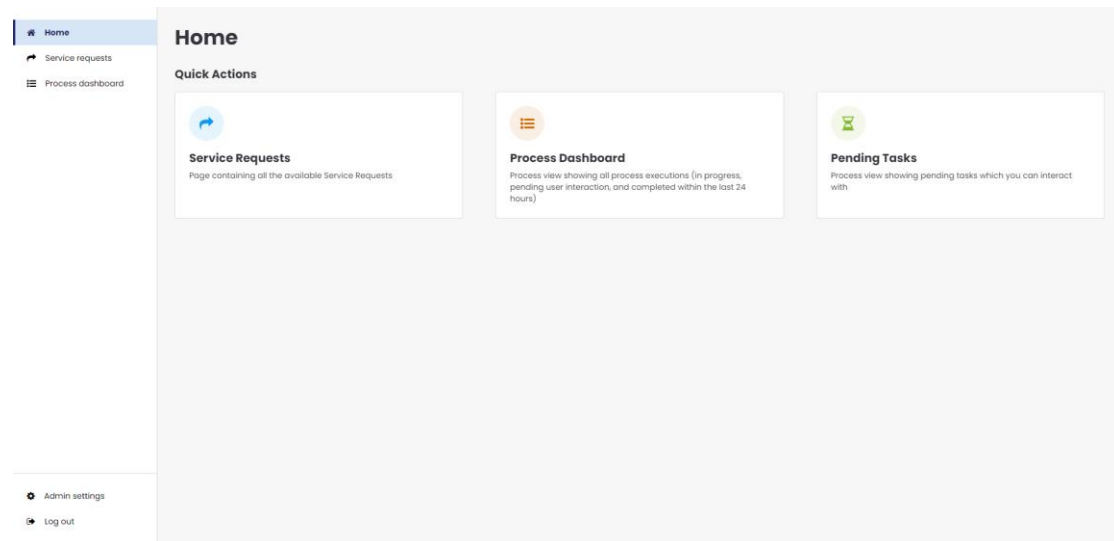 Home
Service requests
Process dashboard
Admin settings
Log out
Home
Quick Actions
Service Requests
Page containing all the available Service Requests
Process Dashboard
Process view showing all process executions (in progress,
pending user interaction, and completed within the last 24
hours)
Pending Tasks
Process view showing pending tasks which you can interact
with